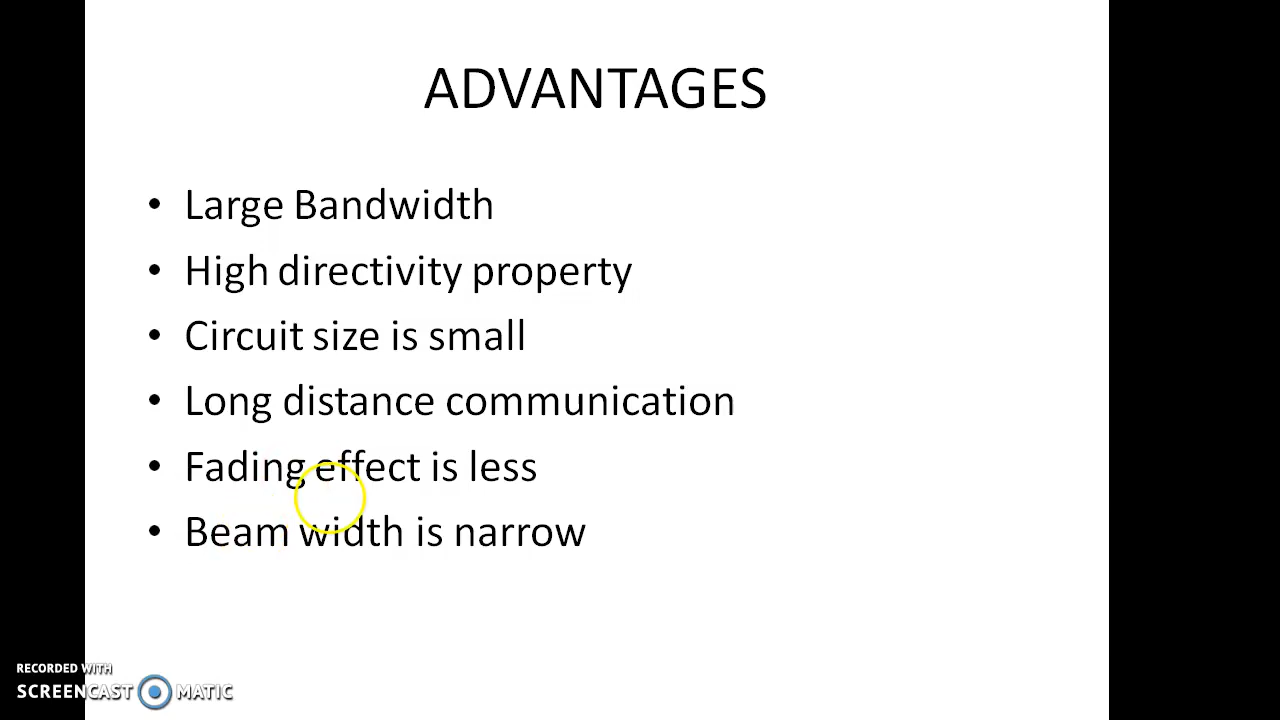 ADVANTAGES
• Large Bandwidth
• High directivity property
• Circuit size is small
• Long distance communication
• Fading effect is less
• Beam width is narrow
RECORDED WITH
SCREENCAST MATIC